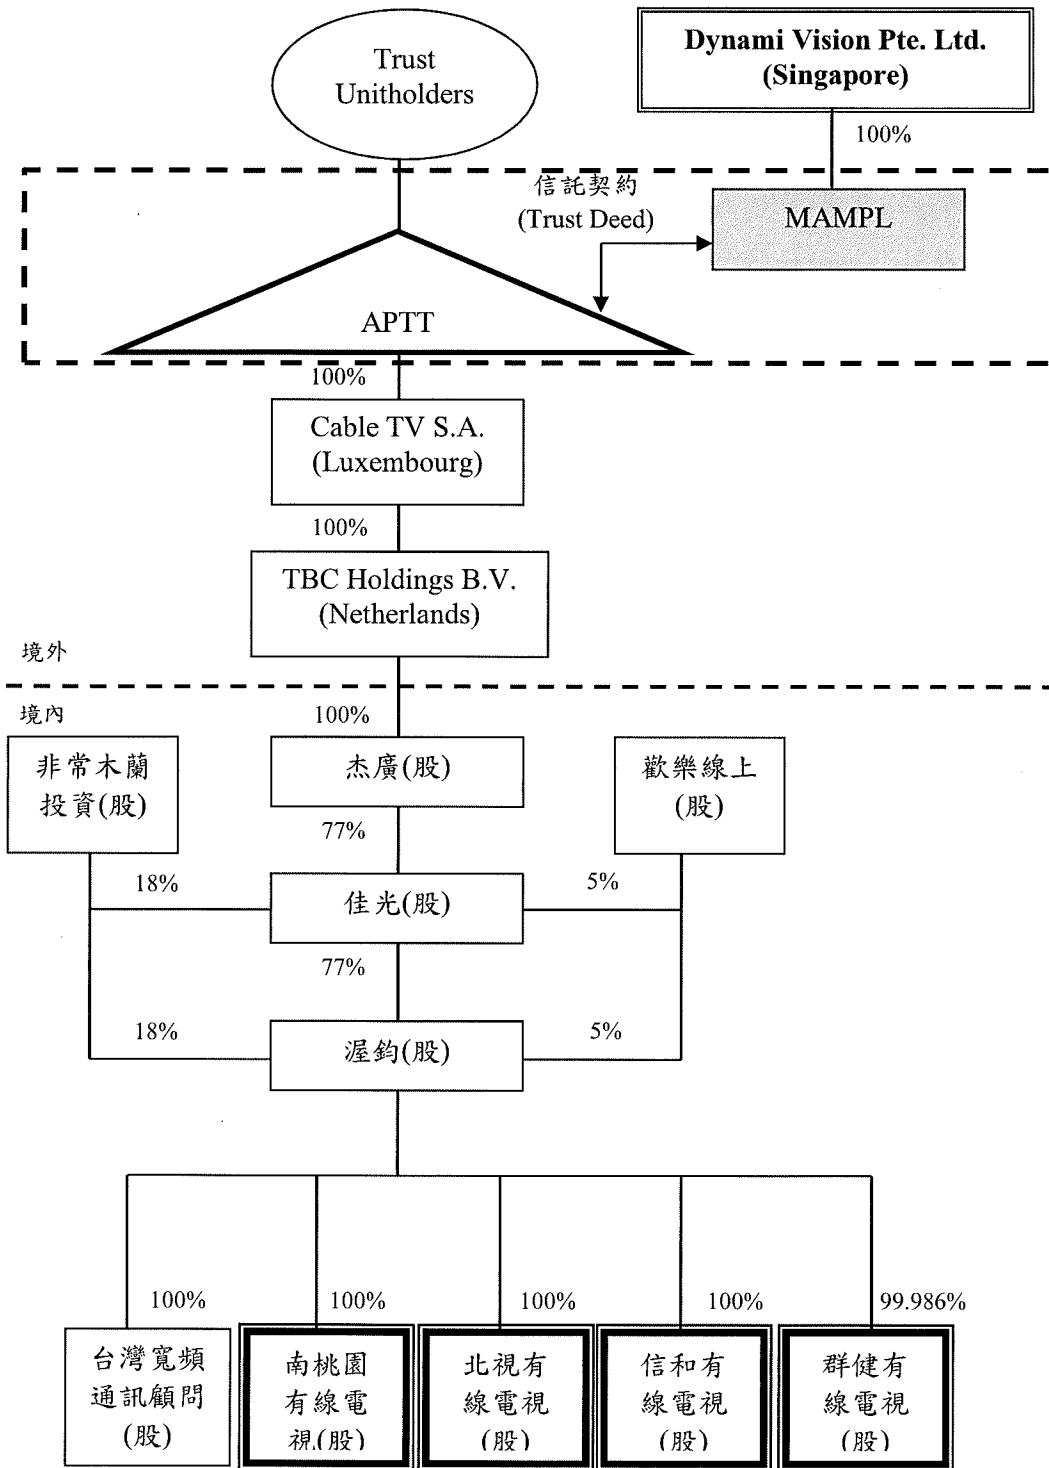 Trust
Unitholders
Dynami Vision Pte. Ltd.
(Singapore)
100%
信託契約
(Trust Deed)
MAMPL
APTT
100%
Cable TV S.A.
(Luxembourg)
100%
TBC Holdings B.V.
(Netherlands)
境外
境內
100%
非常木蘭
投資(股)
杰廣(股)
歡樂線上
(股)
77%
18%
5%
佳光(股)
77%
18%
5%
渥鈞(股)
100%
100%
100%
100%
99.986%
台灣寬頻
通訊顧問
(股)
南桃園
有線電
視(股)
北視有
線電視
(股)
信和有
線電視
(股)
群健有
線電視
(股)